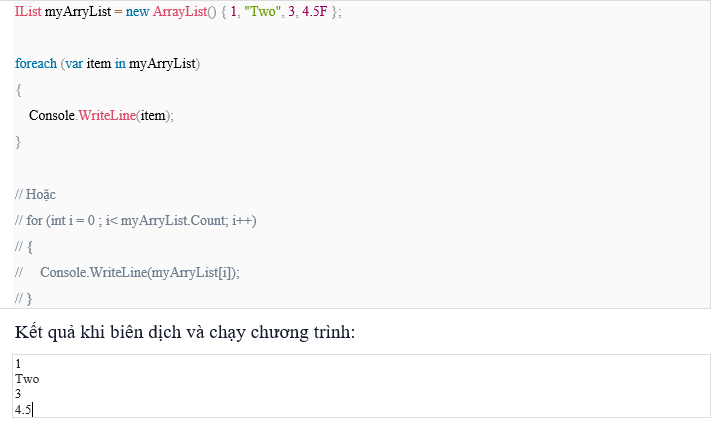 IList myArryList = new ArrayList() { 1, "Two", 3, 4.5F };
foreach (var item in myArryList)
{
Console.WriteLine(item);
}
// Hoặc
// for (int i = 0 ; i< myArryList.Count; i++)
// {
// Console.WriteLine(myArryList[i]);
// }
Kết quả khi biên dịch và chạy chương trình:
1
Two
3
4.5